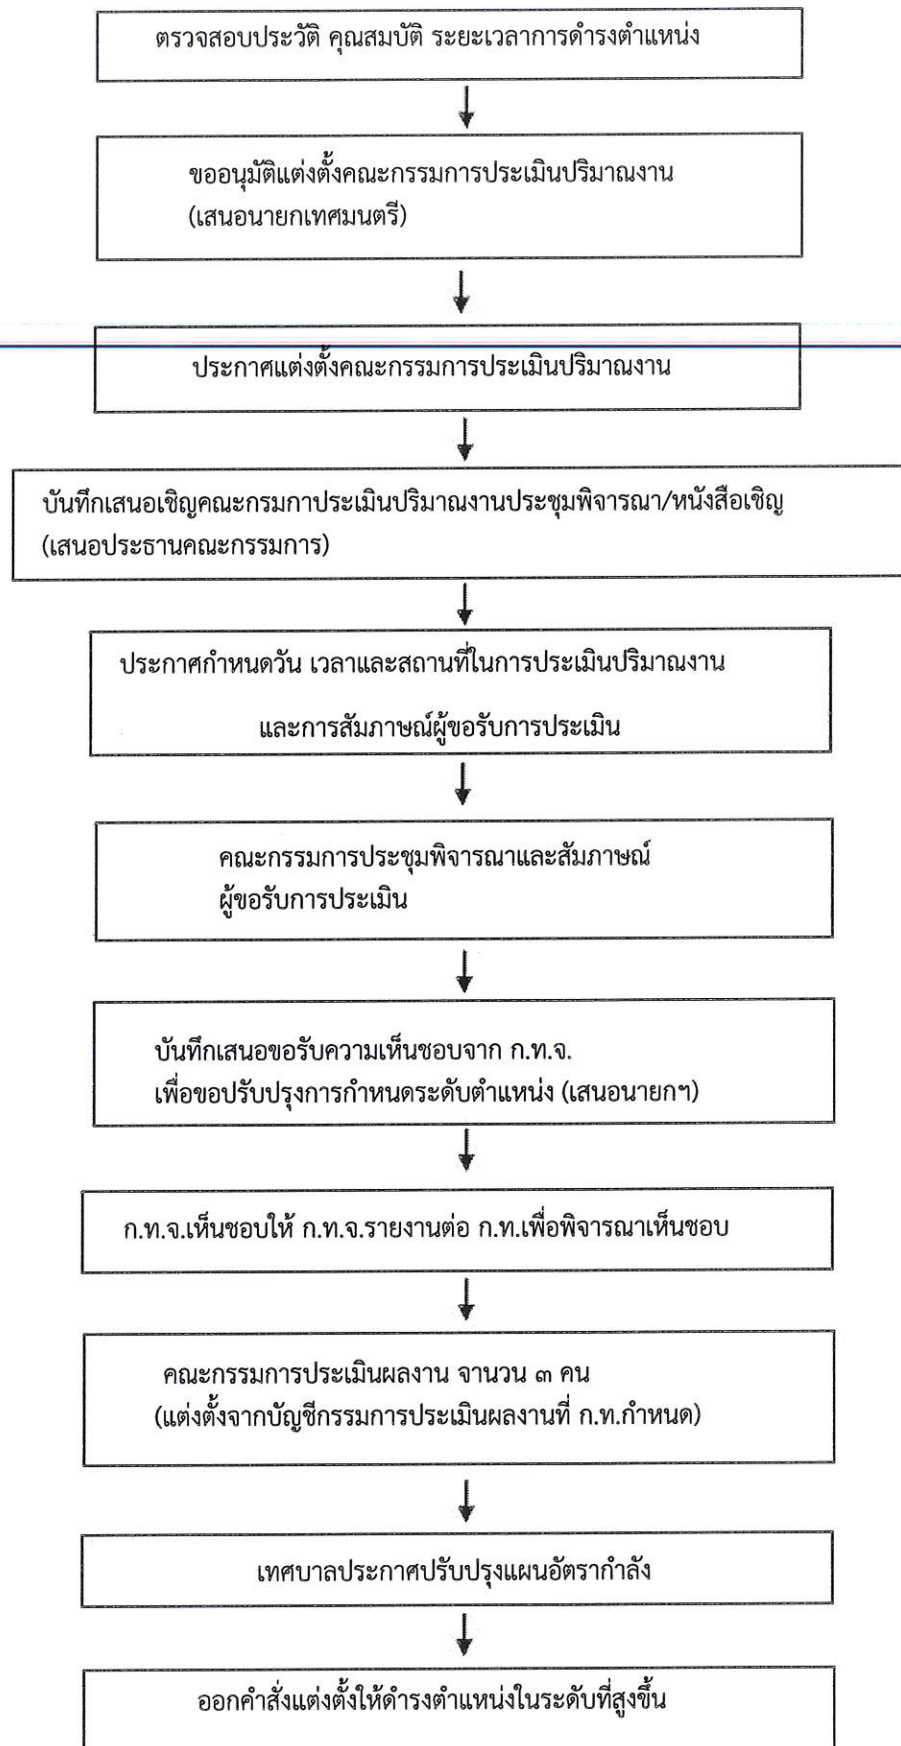 ตรวจสอบประวัติ คุณสมบัติ ระยะเวลาการดำรงตำแหน่ง
ขออนุมัติแต่งตั้งคณะกรรมการประเมินปริมาณงาน
(เสนอนายกเทศมนตรี)
ประกาศแต่งตั้งคณะกรรมการประเมินปริมาณงาน
บันทึกเสนอเชิญคณะกรมกาประเมินปริมาณงานประชุมพิจารณา/หนังสือเชิญ
(เสนอประธานคณะกรรมการ)
ประกาศกำหนดวัน เวลาและสถานที่ในการประเมินปริมาณงาน
และการสัมภาษณ์ผู้ขอรับการประเมิน
คณะกรรมการประชุมพิจารณาและสัมภาษณ์
ผู้ขอรับการประเมิน
บันทึกเสนอขอรับความเห็นชอบจาก ก.ท.จ.
เพื่อขอปรับปรุงการกำหนดระดับตำแหน่ง (เสนอนายกฯ)
ก.ท.จ.เห็นชอบให้ ก.ท.จ.รายงานต่อ ก.ท.เพื่อพิจารณาเห็นชอบ
คณะกรรมการประเมินผลงาน จานวน ๓ คน
(แต่งตั้งจากบัญชีกรรมการประเมินผลงานที่ ก.ท.กำหนด)
เทศบาลประกาศปรับปรุงแผนอัตรากำลัง
ออกคำสั่งแต่งตั้งให้ดำรงตำแหน่งในระดับที่สูงขึ้น